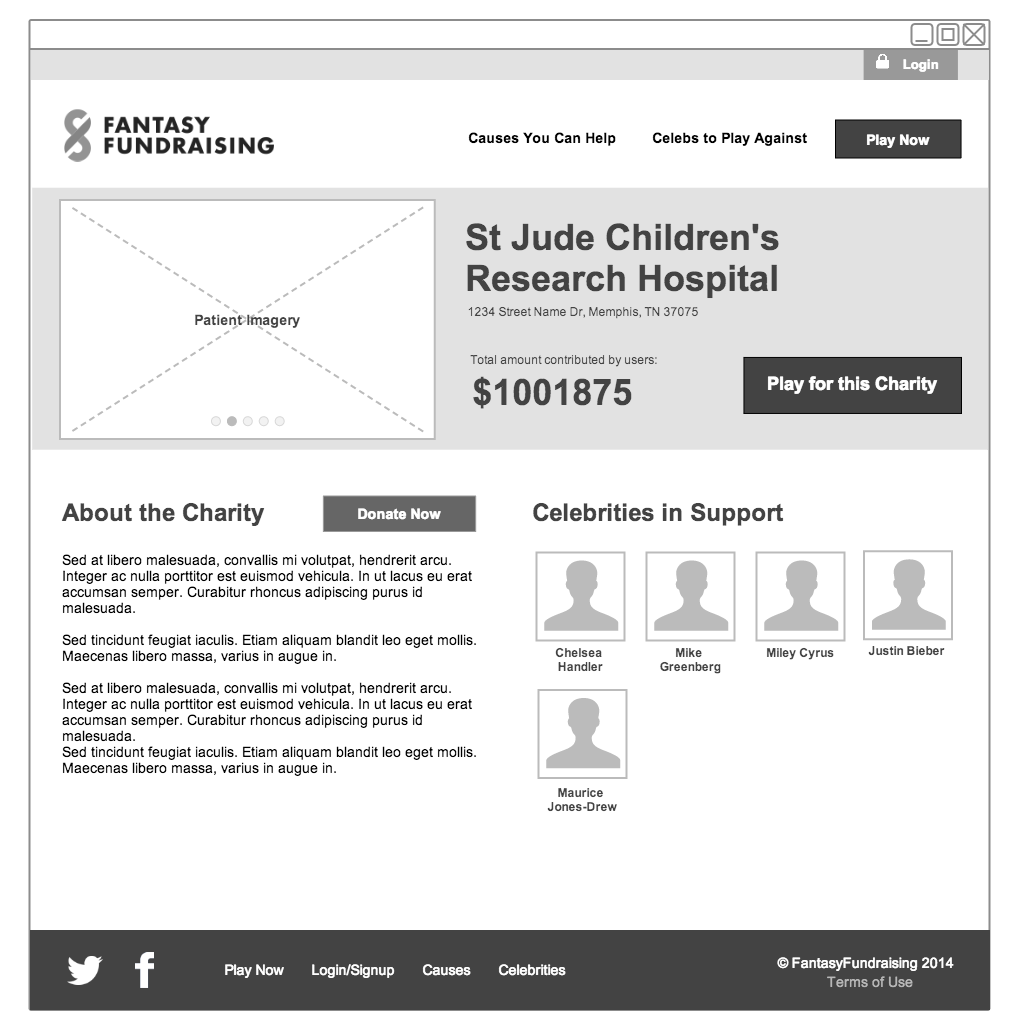 Login
FANTASY
FUNDRAISING
Causes You Can Help
Celebs to Play Against
Play Now
Patient Imagery
St Jude Children's
Research Hospital
1234 Street Name Dr, Memphis, TN 37075
Total amount contributed by users:
$1001875
Play for this Charity
About the Charity
Donate Now
Sed at libero malesuada, convallis mi volutpat, hendrerit arcu.
Integer ac nulla porttitor est euismod vehicula. In ut lacus eu erat
accumsan semper. Curabitur rhoncus adipiscing purus id
malesuada.
Sed tincidunt feugiat iaculis. Etiam aliquam blandit leo eget mollis.
Maecenas libero massa, varius in augue in.
Sed at libero malesuada, convallis mi volutpat, hendrerit arcu.
Integer ac nulla porttitor est euismod vehicula. In ut lacus eu erat
accumsan semper. Curabitur rhoncus adipiscing purus id
malesuada.
Sed tincidunt feugiat iaculis. Etiam aliquam blandit leo eget mollis.
Maecenas libero massa, varius in augue in.
Celebrities in Support
Chelsea
Handler
Mike
Greenberg
Miley Cyrus
Justin Bieber
Maurice
Jones-Drew
Play Now
Login/Signup
Causes
Celebrities
© FantasyFundraising 2014
Terms of Use